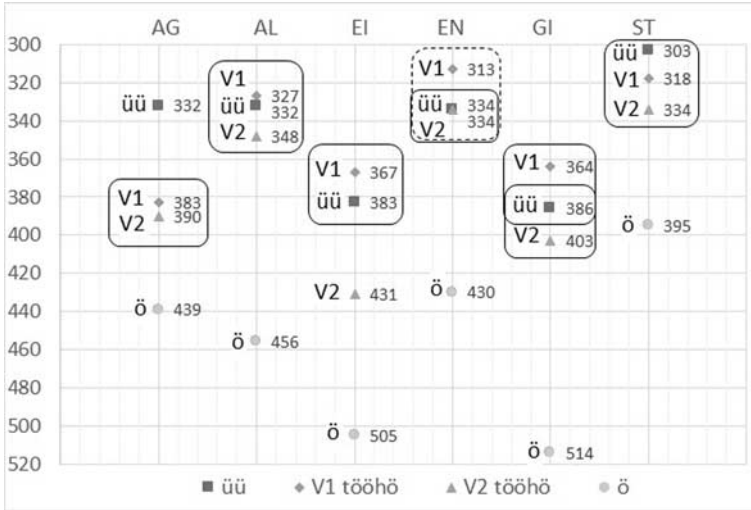 AG AL EI EN GI ST
300
üü 303
V1 313
V1 318
320
V1 327
üü 332
üü 332
üü 334
V2 334
V2 334
340
V2 348
360
V1 364
V1 367
380
V1 383
üü 383
üü 386
V2 390
ö 395
400
V2 403
420
ö 430
V2 431
ö 439
440
ö 456
460
480
500
ö 505
ö 514
520
üü V1 tööhö V2 tööhö ö